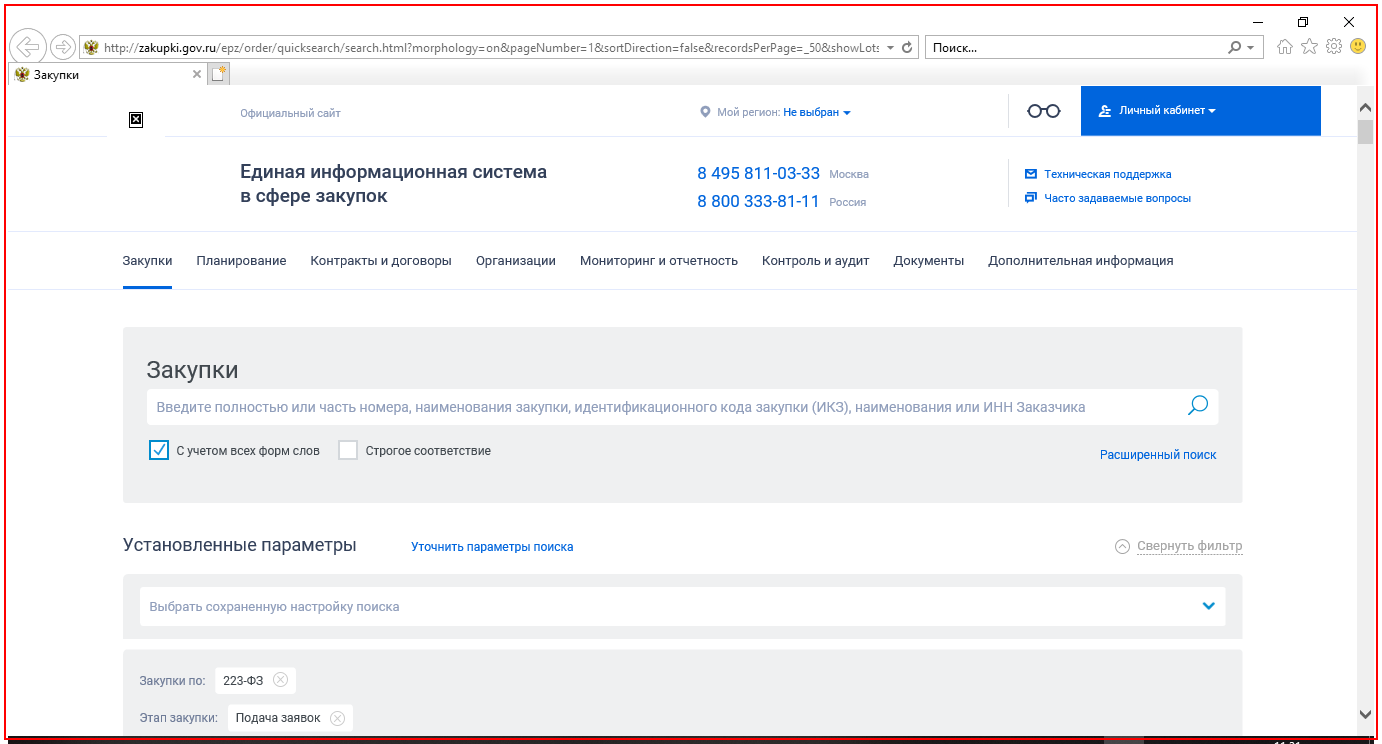 http://zakupki.gov.ru/epz/order/quicksearch/search.html?morphology=on&pageNumber=1&sortDirection=false&recordsPerPage=_50&showLots
Поиск...
Закупки
Официальный сайт
Мой регион: Не выбран
Личный кабинет
Единая информационная система
в сфере закупок
8 495 811-03-33 Москва
8 800 333-81-11 Россия
Техническая поддержка
Часто задаваемые вопросы
Закупки Планирование Контракты и договоры Организации Мониторинг и отчетность Контроль и аудит Документы Дополнительная информация
Закупки
Введите полностью или часть номера, наименования закупки, идентификационного кода закупки (ИКЗ), наименования или ИНН Заказчика
С учетом всех форм слов Строгое соответствие
Расширенный поиск
Установленные параметры Уточнить параметры поиска Свернуть фильтр
Выбрать сохраненную настройку поиска
Закупки по: 223-ФЗ
Этап закупки: Подача заявок